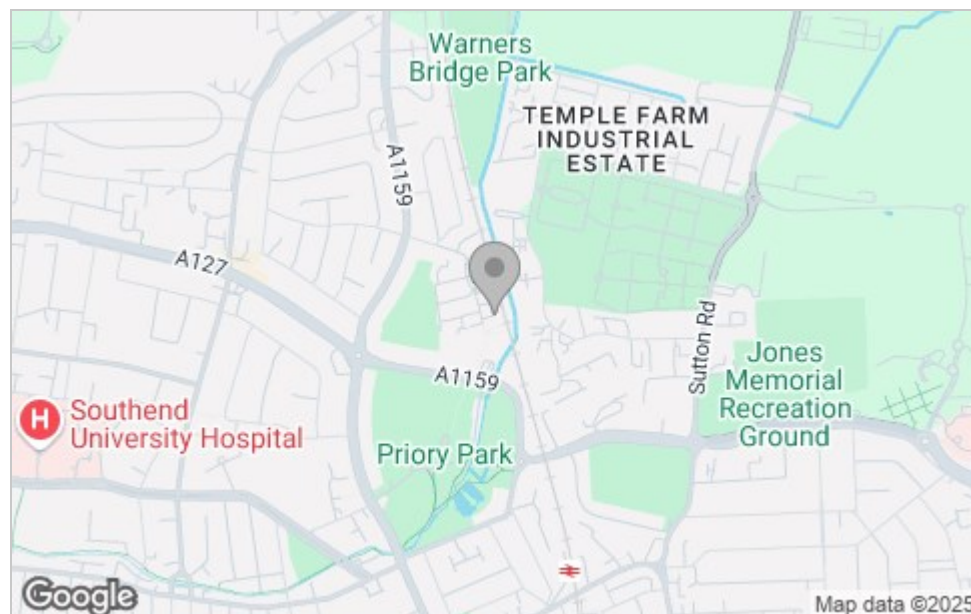 Warners
Bridge Park
TEMPLE FARM
INDUSTRIAL
ESTATE
A1159
A127
Sutton Rd
Jones
Memorial
Recreation
Ground
A1159
H
Southend
University Hospital
Priory Park
Google
Map data ©2025